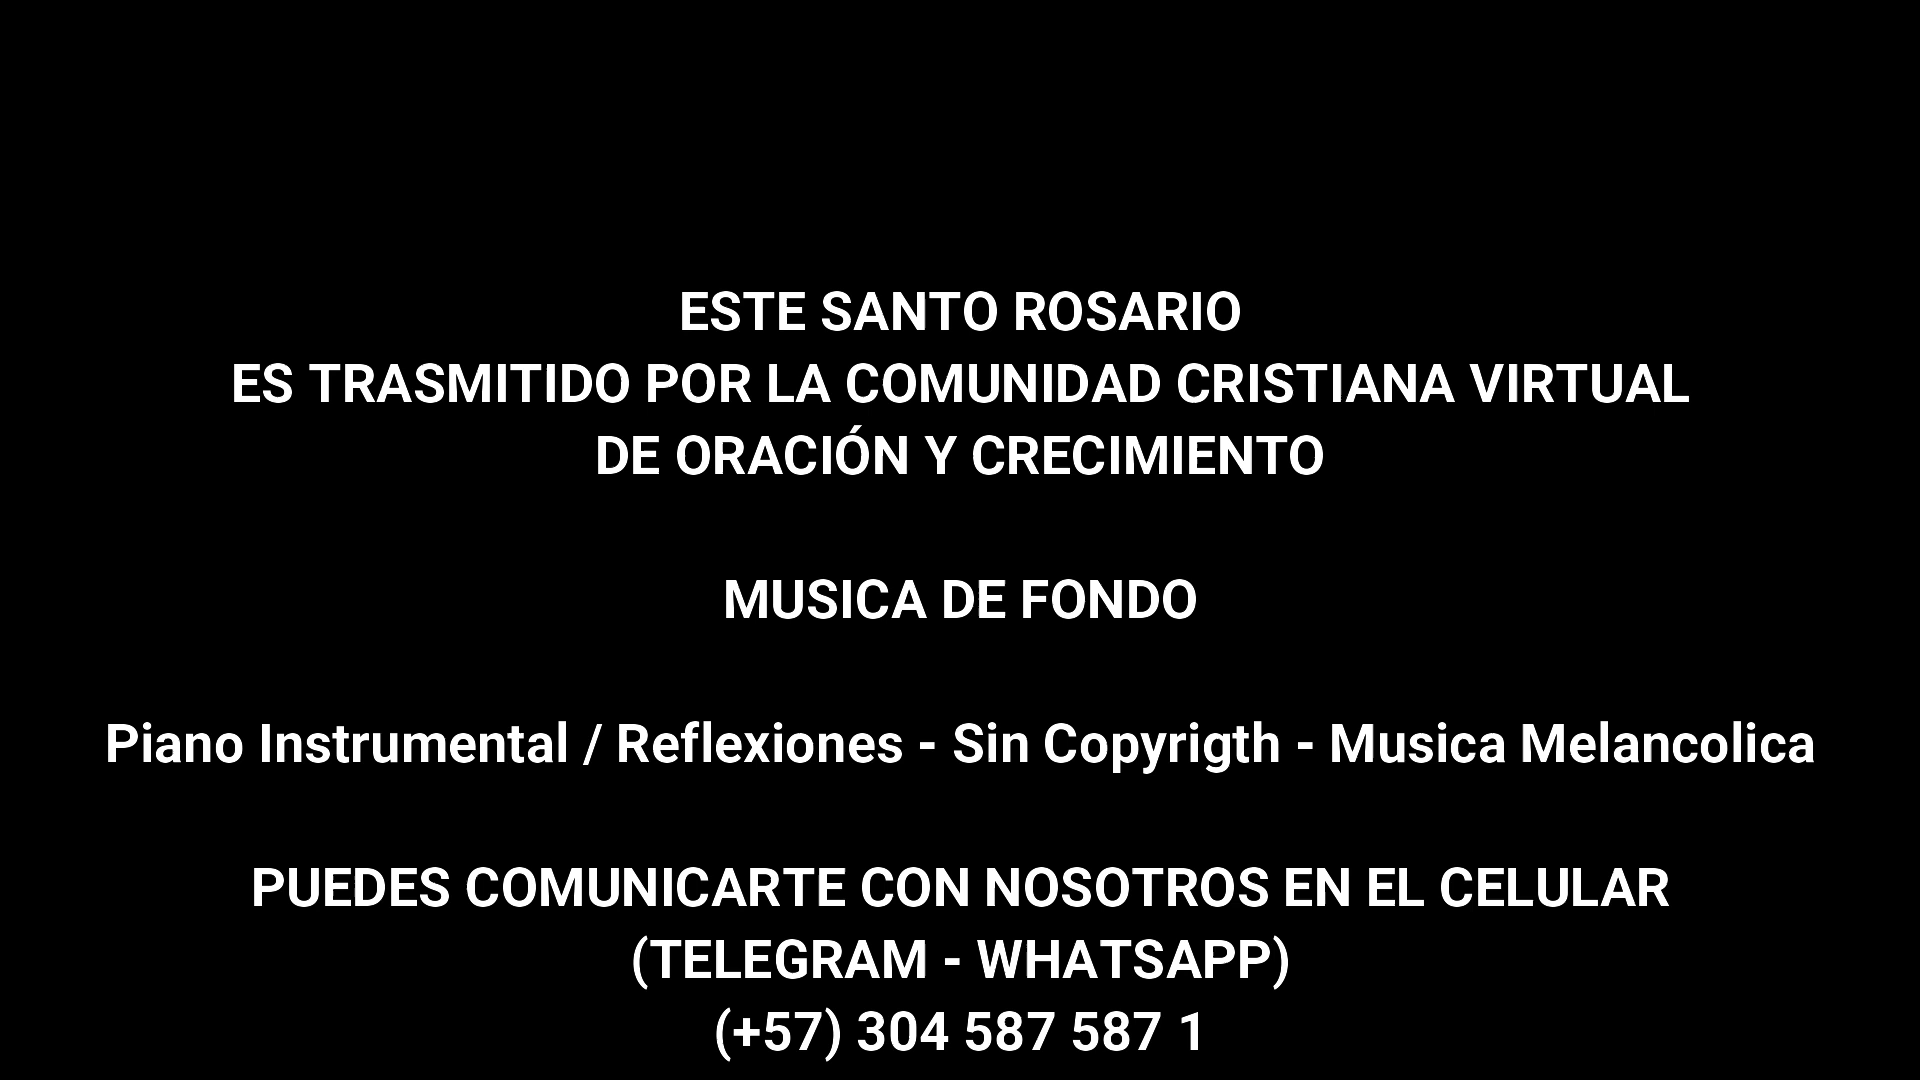 ESTE SANTO ROSARIO
ES TRASMITIDO POR LA COMUNIDAD CRISTIANA VIRTUAL
DE ORACIÓN Y CRECIMIENTO
MUSICA DE FONDO
Piano Instrumental / Reflexiones - Sin Copyrigth - Musica Melancolica
PUEDES COMUNICARTE CON NOSOTROS EN EL CELULAR
(TELEGRAM - WHATSAPP)
(+57) 304 587 587 1